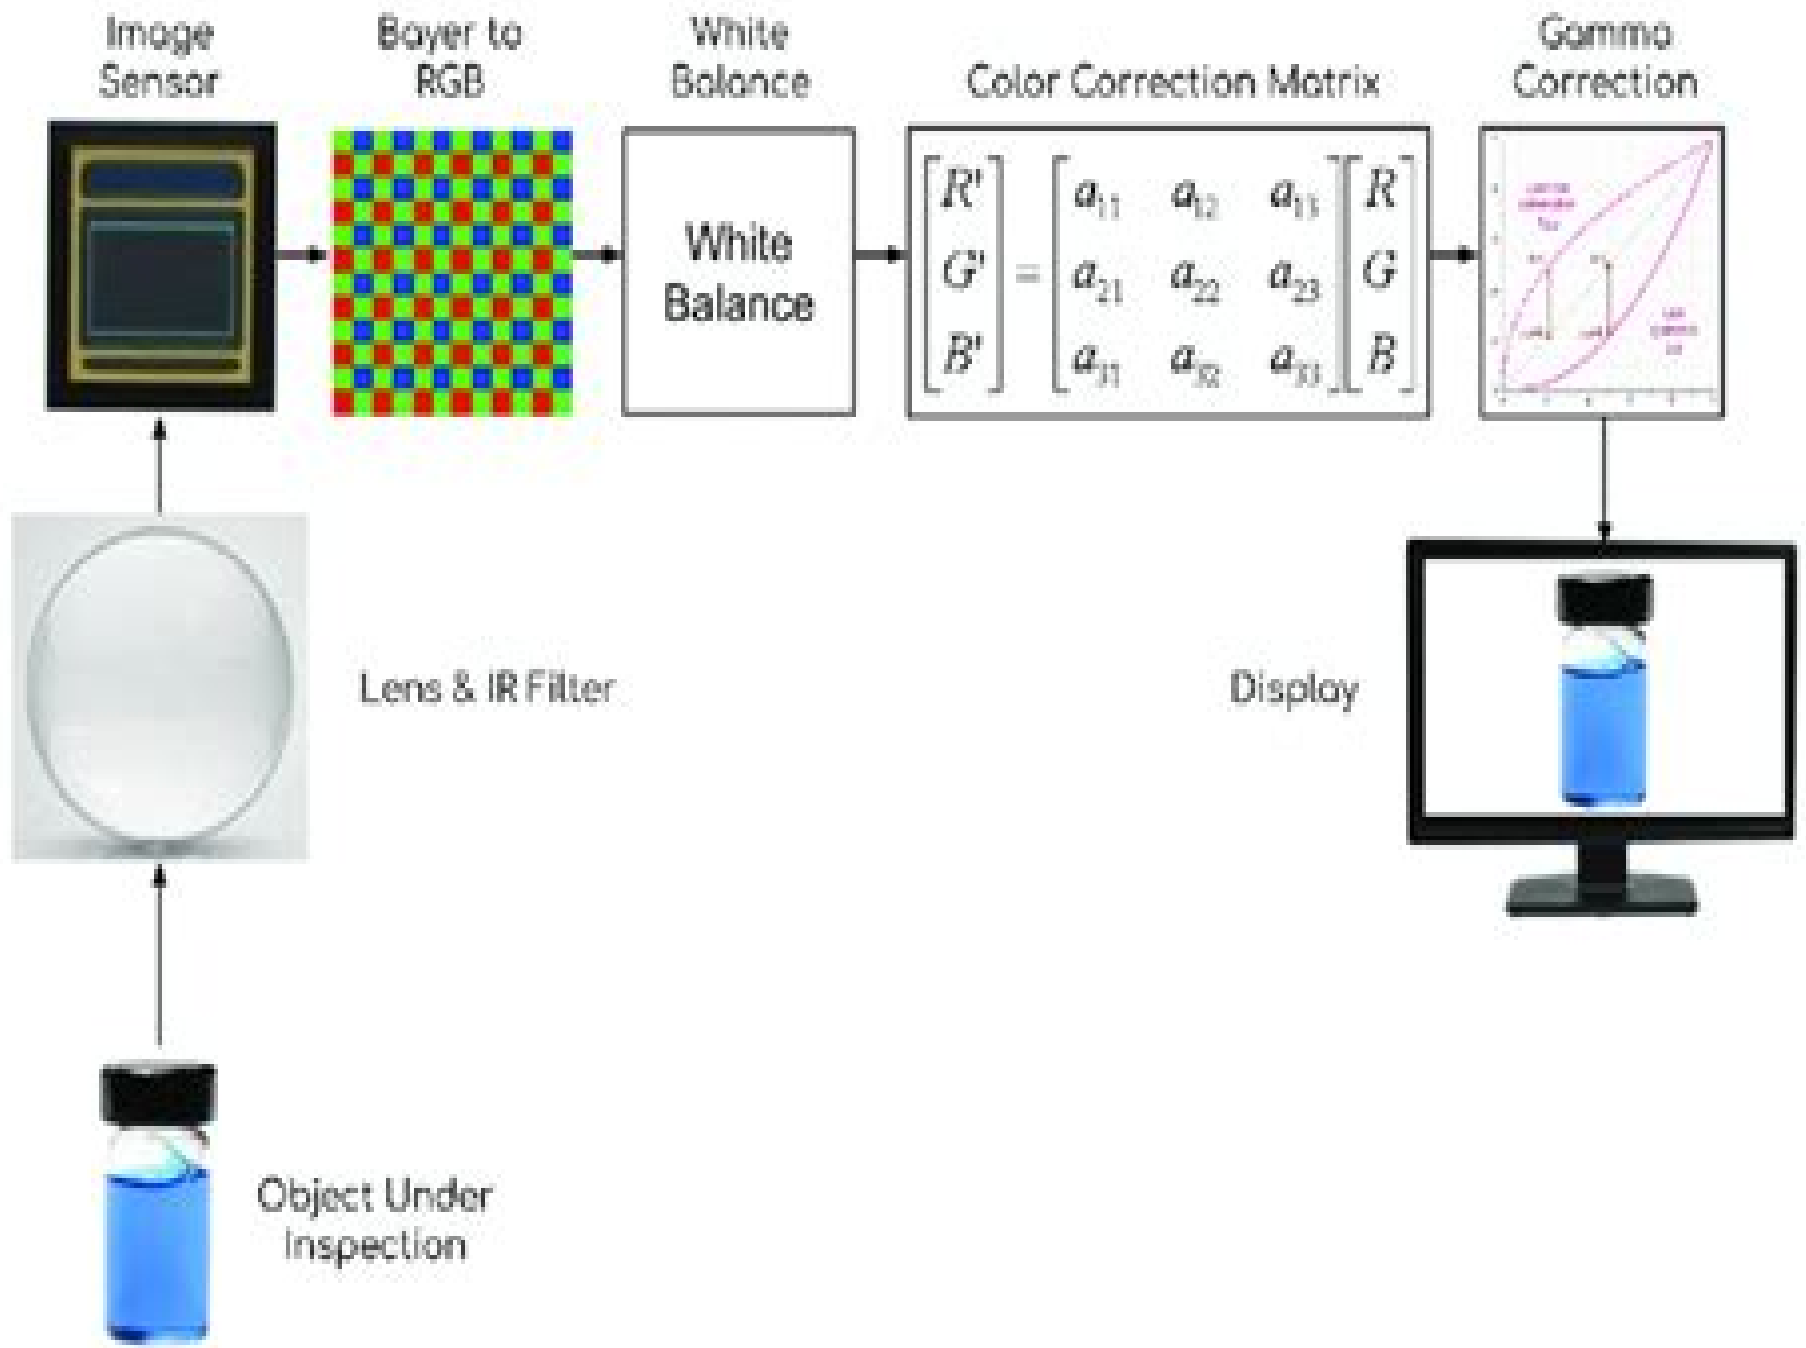 Image
Sensor
Bayer to
RGB
White
Balance
Color Correction Matrix
Gamma
Correction
White
Balance
R' = a11 a12 a13 R
G' a21 a22 a23 G
B' a31 a32 a33 B
Lens & IR Filter
Display
Object Under
Inspection